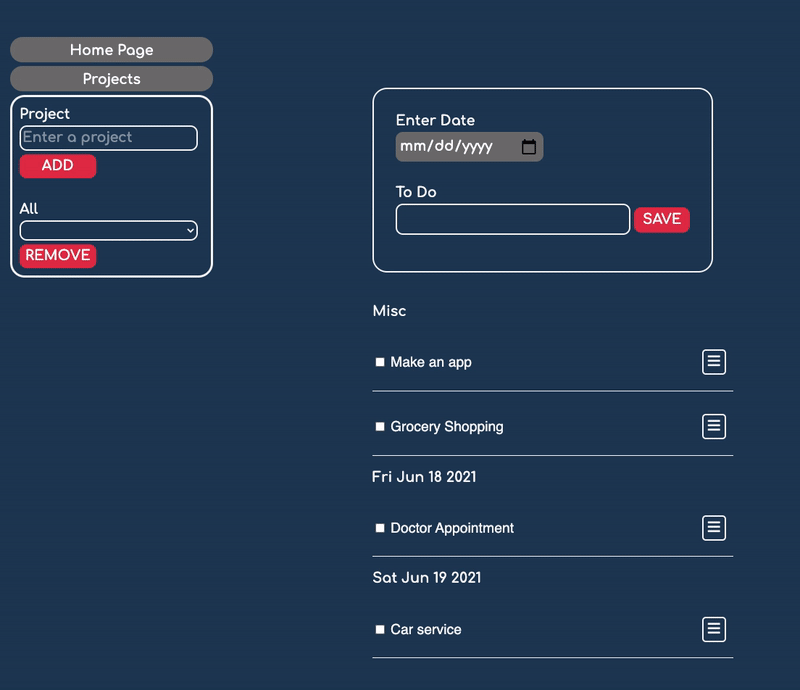 Home Page
Projects
Project
Enter a project
ADD
All
REMOVE
Enter Date
mm/dd/yyyy
To Do
SAVE
Misc
Make an app
Grocery Shopping
Fri Jun 18 2021
Doctor Appointment
Sat Jun 19 2021
Car service